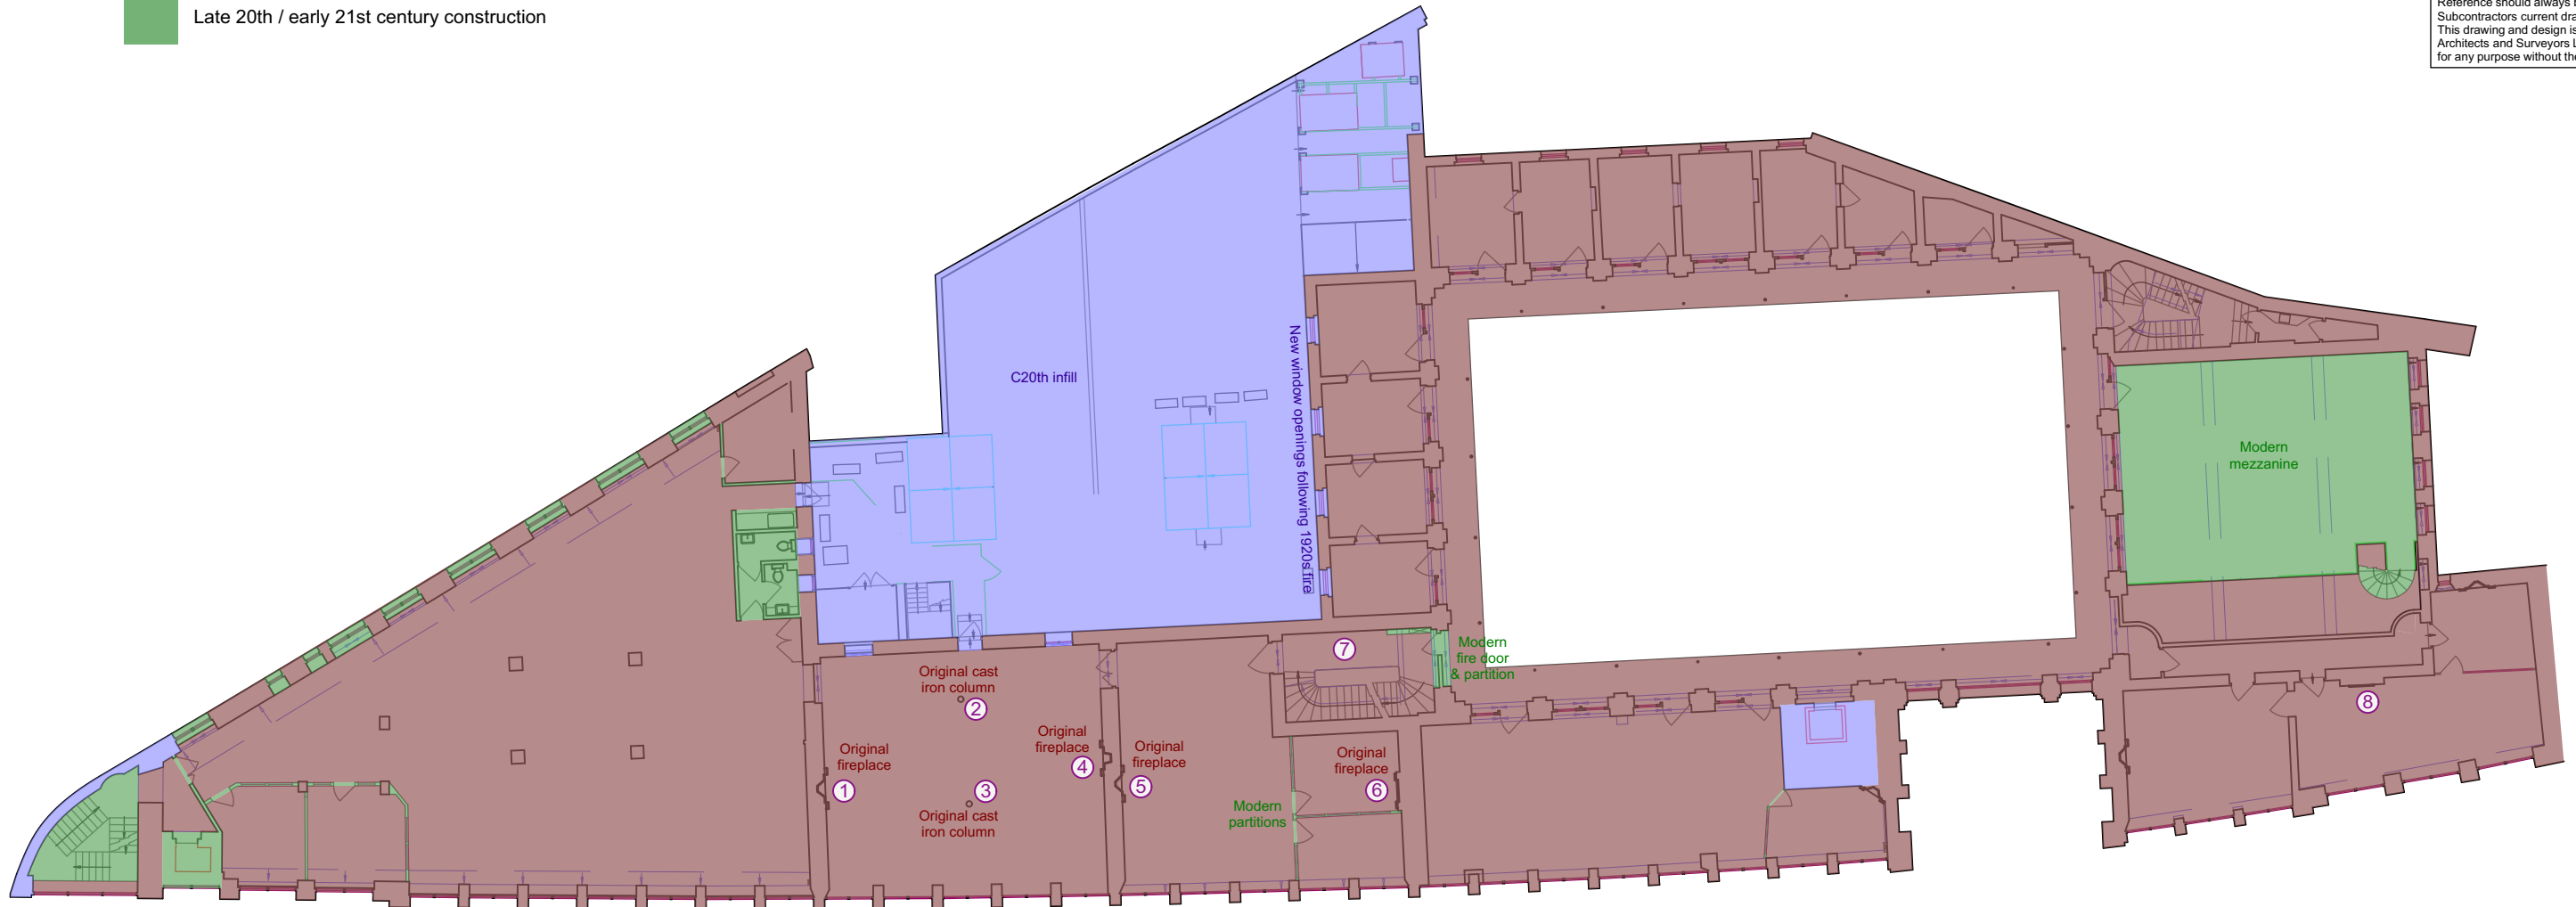 Late 20th / early 21st century construction
Reference should always b
Subcontractors current dra
This drawing and design is
Architects and Surveyors L
for any purpose without the
C20th infill
New window openings following 1920s fire
Modern
mezzanine
7
Modern
fire door
& partition
Original cast
iron column
2
8
Original
fireplace
1
Original
fireplace
4
Original
fireplace
5
Original
fireplace
6
3
Original cast
iron column
Modern
partitions